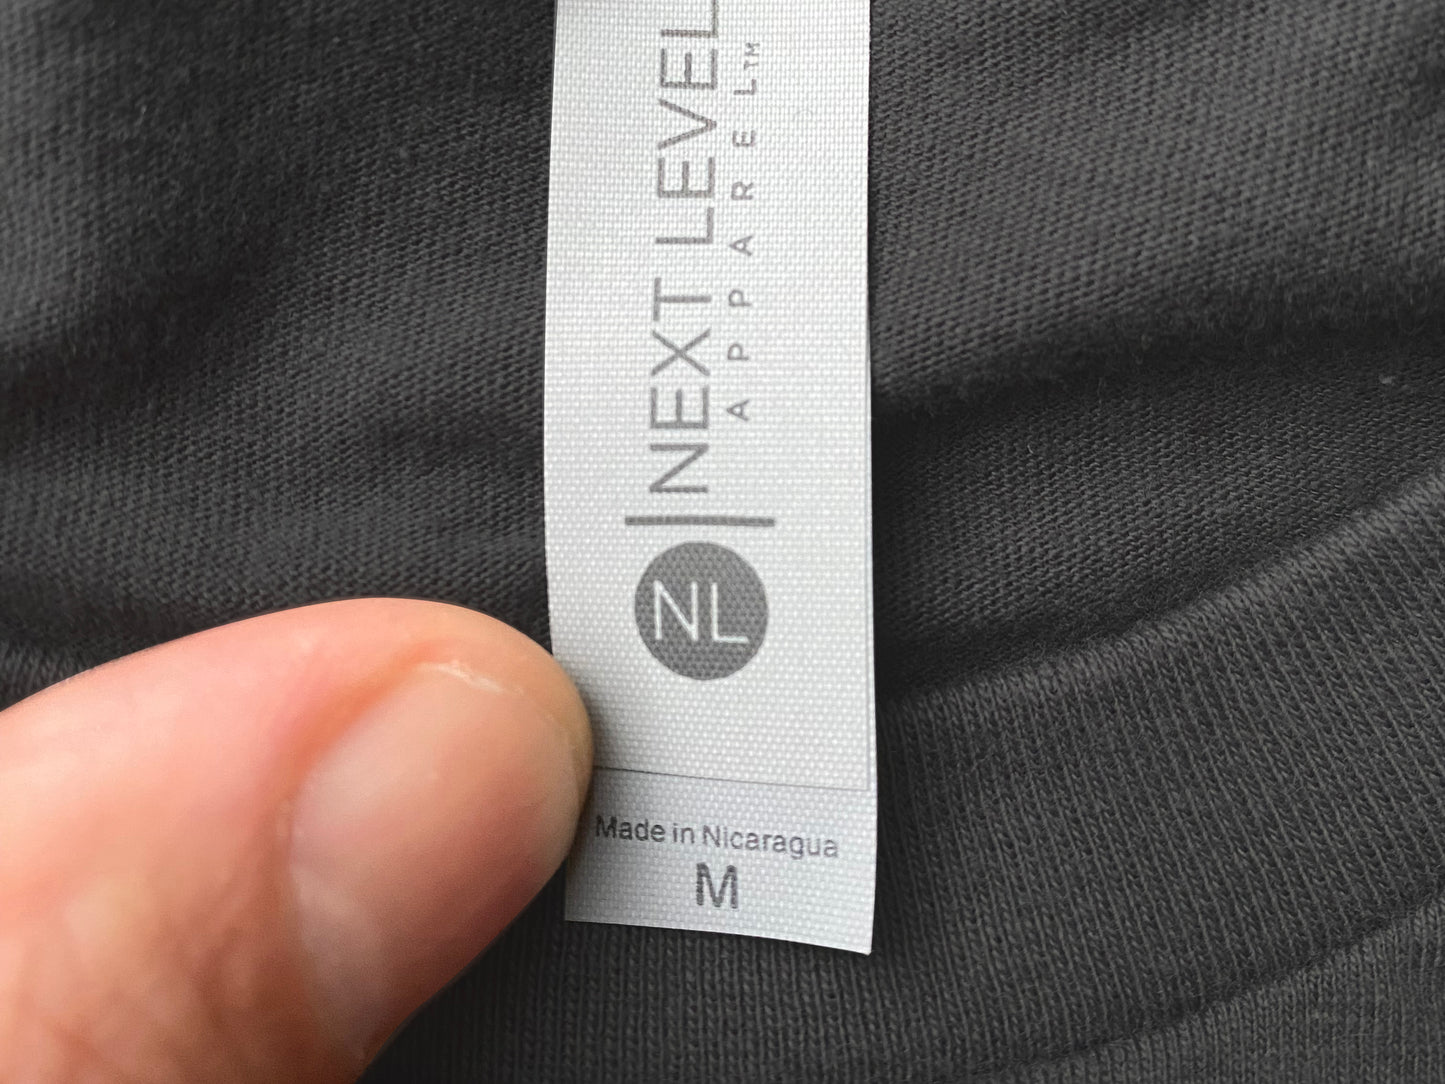 NEXT LEVEL
APPAREL™
NL
Made in Nicaragua
M